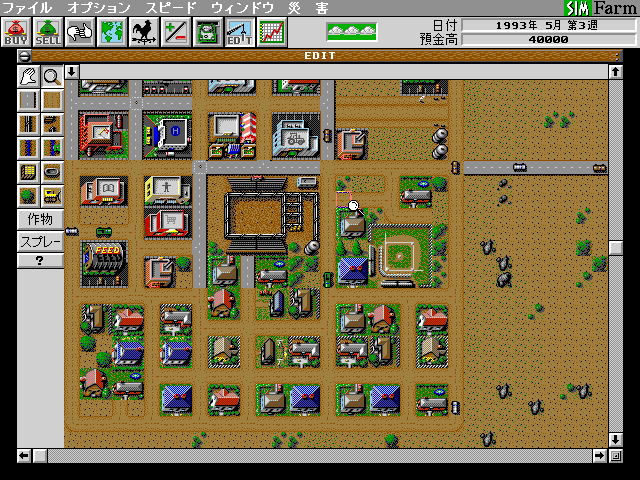 ファイル オプション スピード ウィンドウ 災 害
SIM Farm
BUY SELL EDIT
日付 1993年 5月 第3週
預金高 40000
EDIT
作物
スプレー
?
H
FEED